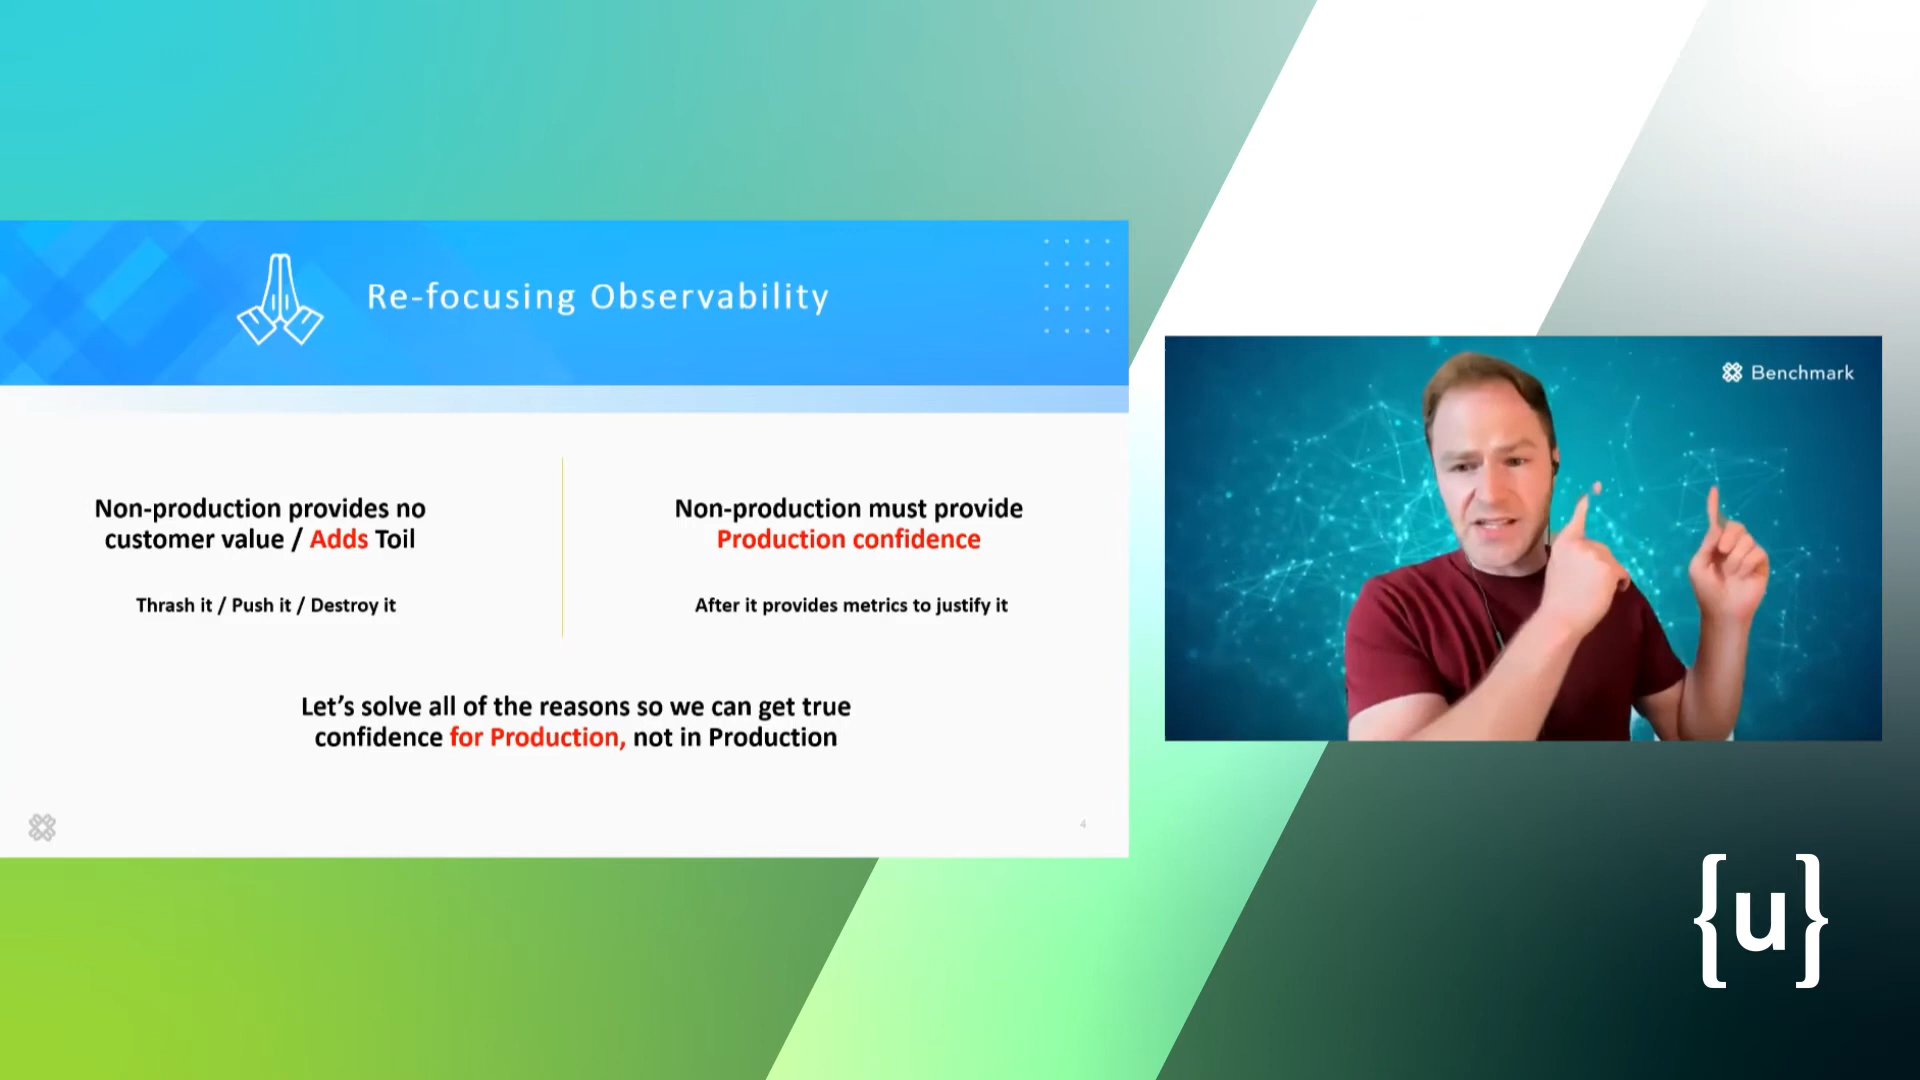 Re-focusing Observability
Non-production provides no
customer value / Adds Toil
Thrash it / Push it / Destroy it
Non-production must provide
Production confidence
After it provides metrics to justify it
Let’s solve all of the reasons so we can get true
confidence for Production, not in Production
4
Benchmark
{u}